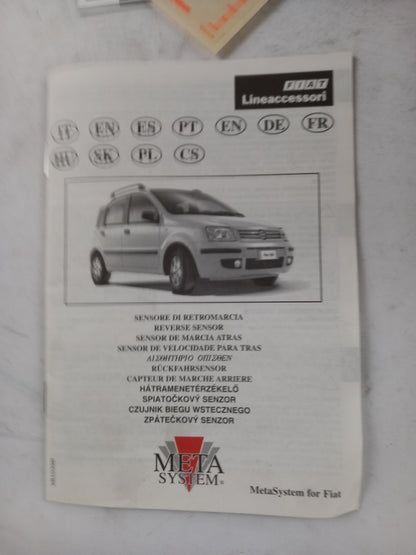 FIAT
Lineaccessori
IT EN ES PT EN DE FR
HU SK PL CS
SENSORE DI RETROMARCIA
REVERSE SENSOR
SENSOR DE MARCIA ATRAS
SENSOR DE VELOCIDADE PARA TRAS
ΑΙΣΘΗΤΗΡΙΟ ΟΠΙΣΘΕΝ
RÜCKFAHRSENSOR
CAPTEUR DE MARCHE ARRIERE
HÁTRAMENETÉRZÉKELŐ
SPIATOČKOVÝ SENZOR
CZUJNIK BIEGU WSTECZNEGO
ZPÁTEČKOVÝ SENZOR
META
SYSTEM®
MetaSystem for Fiat